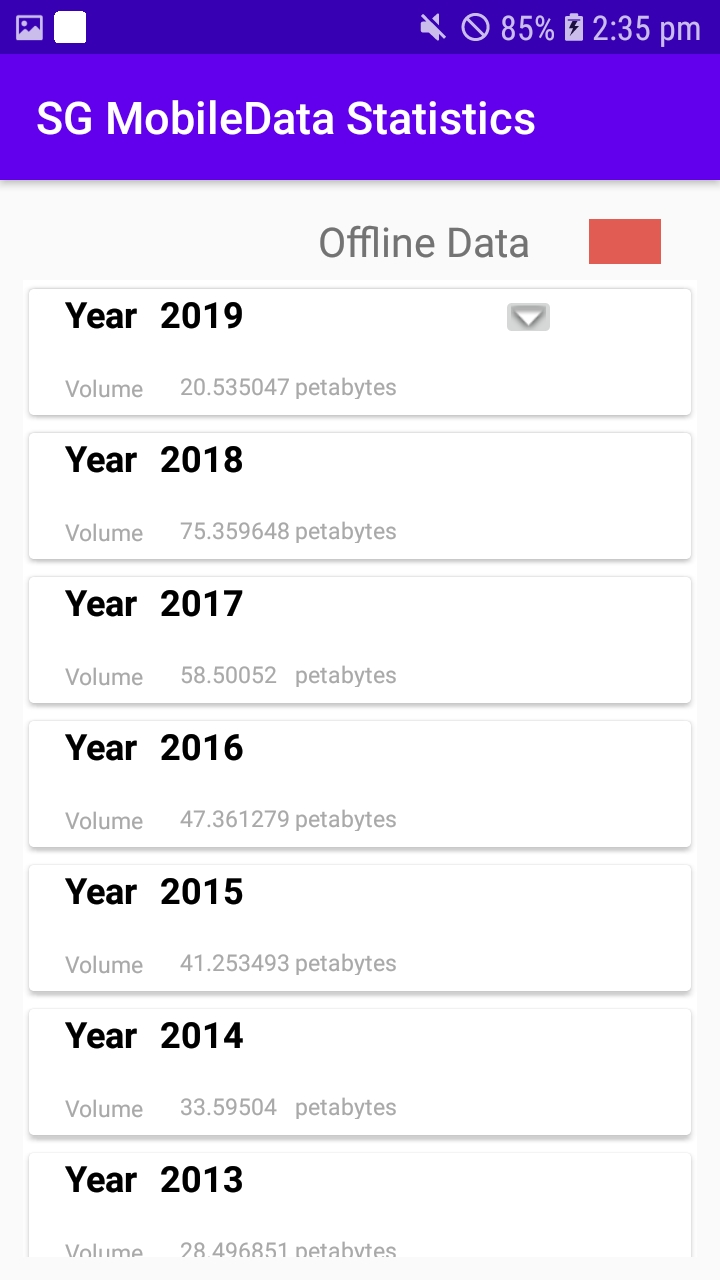 85% 2:35 pm
SG MobileData Statistics
Offline Data
Year 2019
Volume 20.535047 petabytes
Year 2018
Volume 75.359648 petabytes
Year 2017
Volume 58.50052 petabytes
Year 2016
Volume 47.361279 petabytes
Year 2015
Volume 41.253493 petabytes
Year 2014
Volume 33.59504 petabytes
Year 2013
Volume 28.496851 petabytes